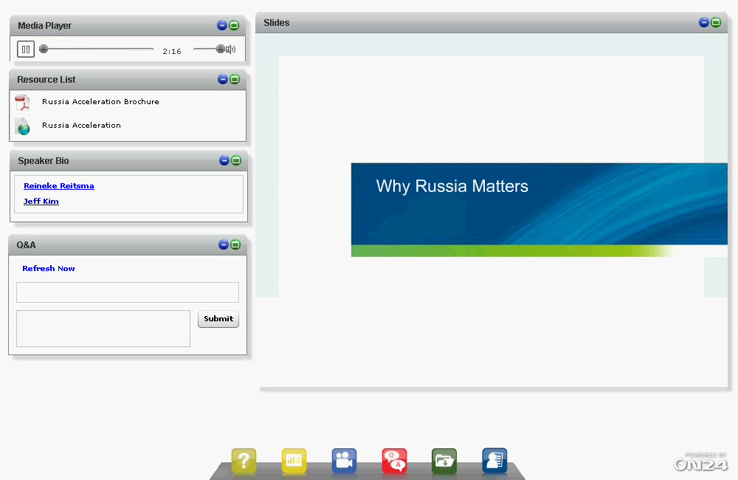 Media Player
2:16
Resource List
Russia Acceleration Brochure
Russia Acceleration
Speaker Bio
Reineke Reitsma
Jeff Kim
Q&A
Refresh Now
Submit
Slides
Why Russia Matters
?
Q
A
POWERED BY
ON24